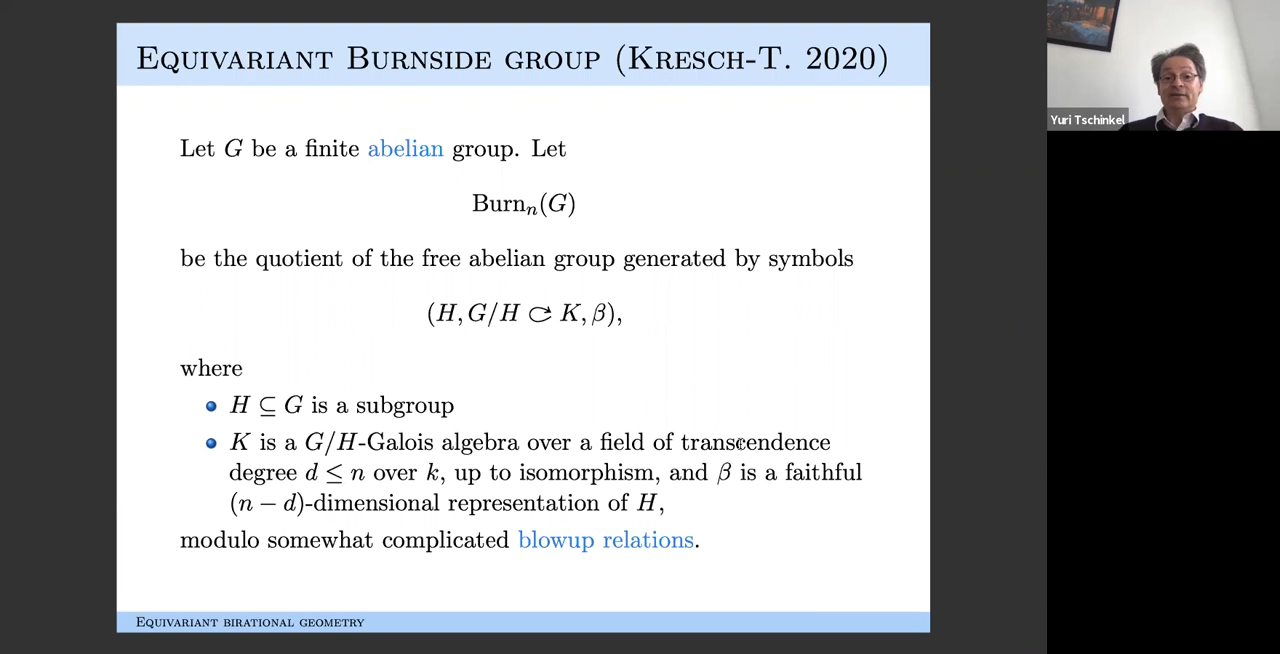 EQUIVARIANT BURNSIDE GROUP (KRESCH-T. 2020)
Let G be a finite abelian group. Let
Burnₙ(G)
be the quotient of the free abelian group generated by symbols
(H, G/H ⟳ K, β),
where
H ⊆ G is a subgroup
K is a G/H-Galois algebra over a field of transcendence
degree d ≤ n over k, up to isomorphism, and β is a faithful
(n − d)-dimensional representation of H,
modulo somewhat complicated blowup relations.
EQUIVARIANT BIRATIONAL GEOMETRY
Yuri Tschinkel